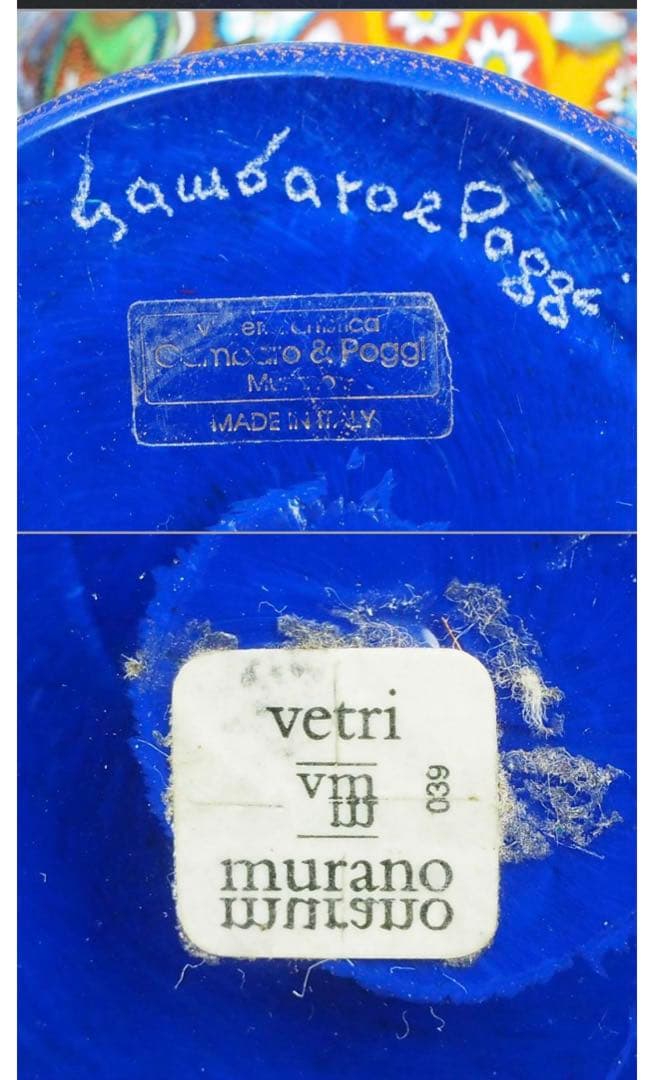 Gambaro e Poggi
Gambaro & Poggi
MADE IN ITALY
vetri
vm
039
murano